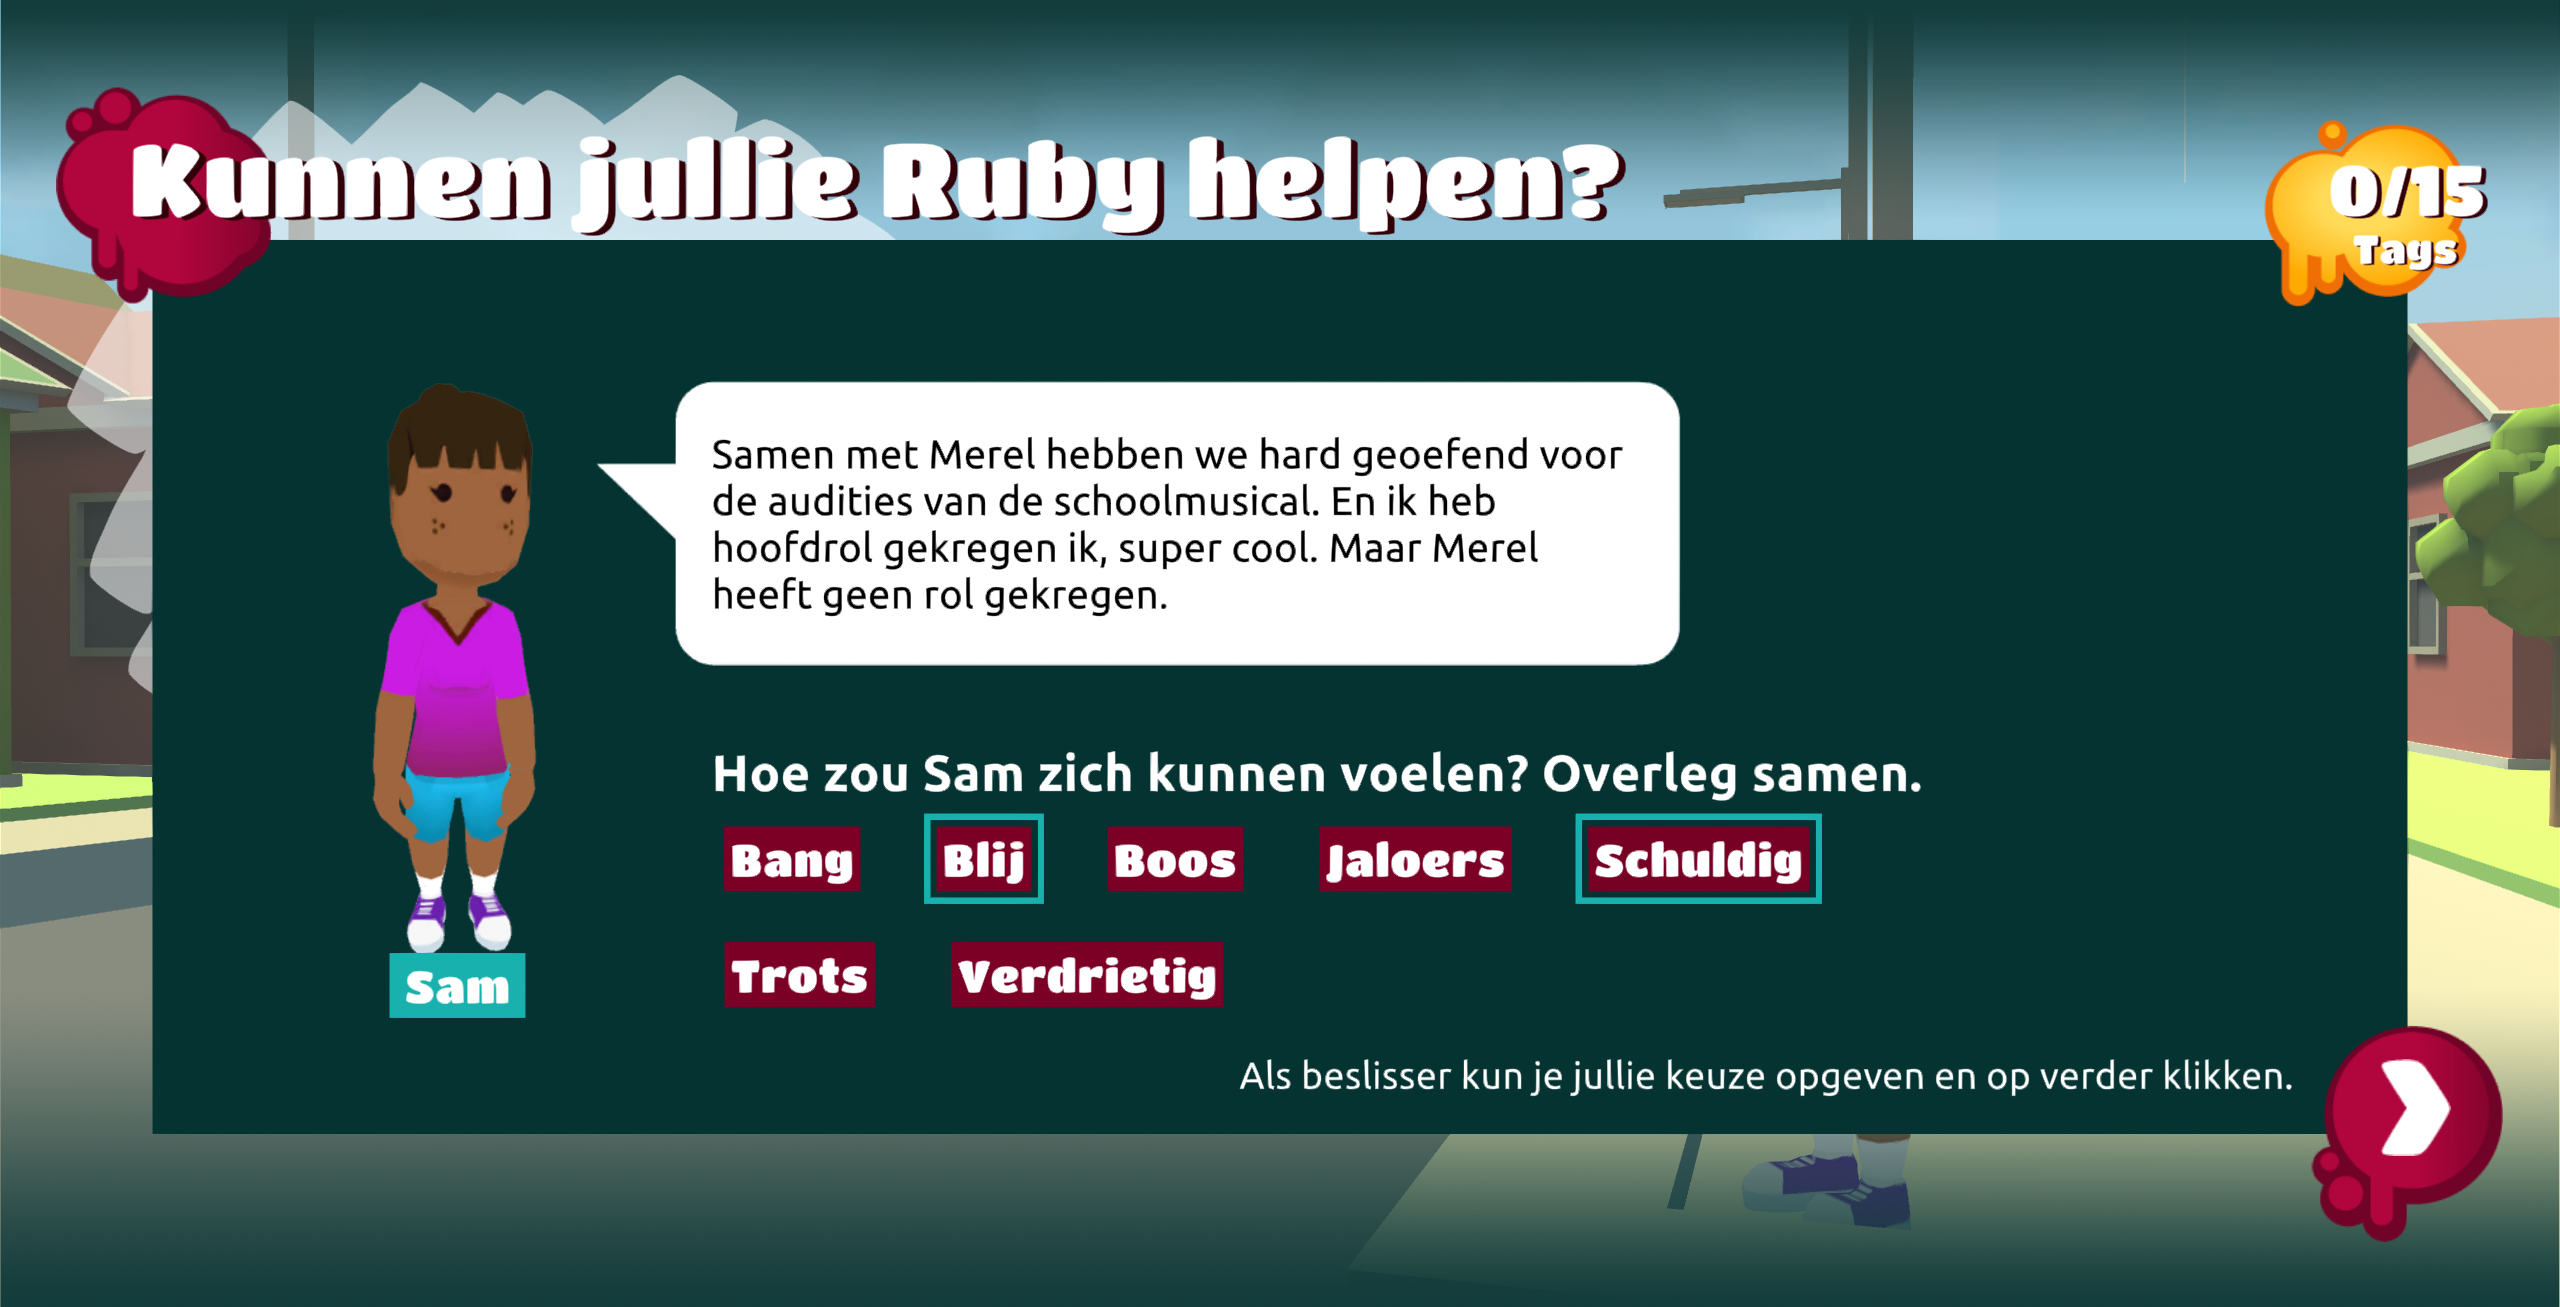 Kunnen jullie Ruby helpen?
0/15
Tags
Samen met Merel hebben we hard geoefend voor
de audities van de schoolmusical. En ik heb
hoofdrol gekregen ik, super cool. Maar Merel
heeft geen rol gekregen.
Hoe zou Sam zich kunnen voelen? Overleg samen.
Bang Blij Boos Jaloers Schuldig
Trots Verdrietig
Sam
Als beslisser kun je jullie keuze opgeven en op verder klikken.